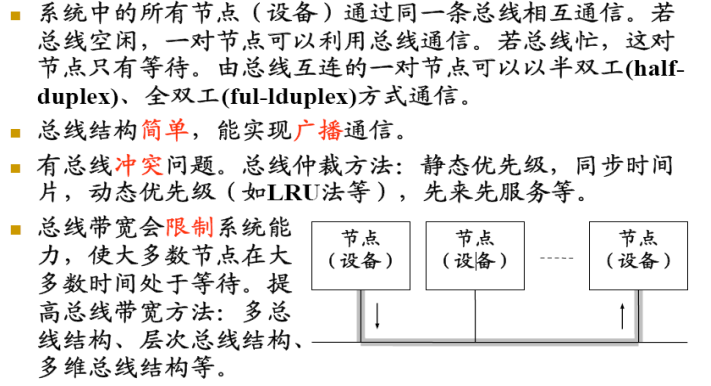 系统中的所有节点（设备）通过同一条总线相互通信。若
总线空闲，一对节点可以利用总线通信。若总线忙，这对
节点只有等待。由总线互连的一对节点可以以半双工(half-
duplex)、全双工(ful-lduplex)方式通信。
总线结构简单，能实现广播通信。
有总线冲突问题。总线仲裁方法：静态优先级，同步时间
片，动态优先级（如LRU法等），先来先服务等。
总线带宽会限制系统能
力，使大多数节点在大
多数时间处于等待。提
高总线带宽方法：多总
线结构、层次总线结构、
多维总线结构等。
节点
（设备）
节点
（设备）
节点
（设备）